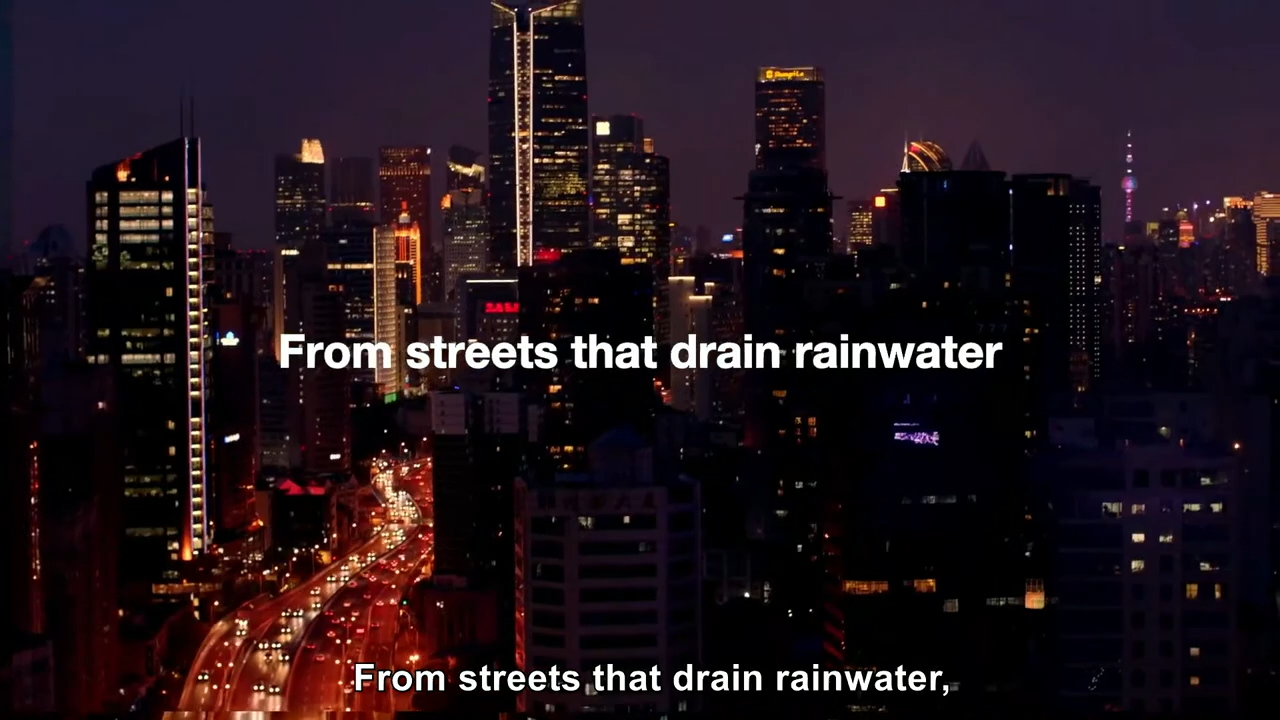 From streets that drain rainwater
From streets that drain rainwater,